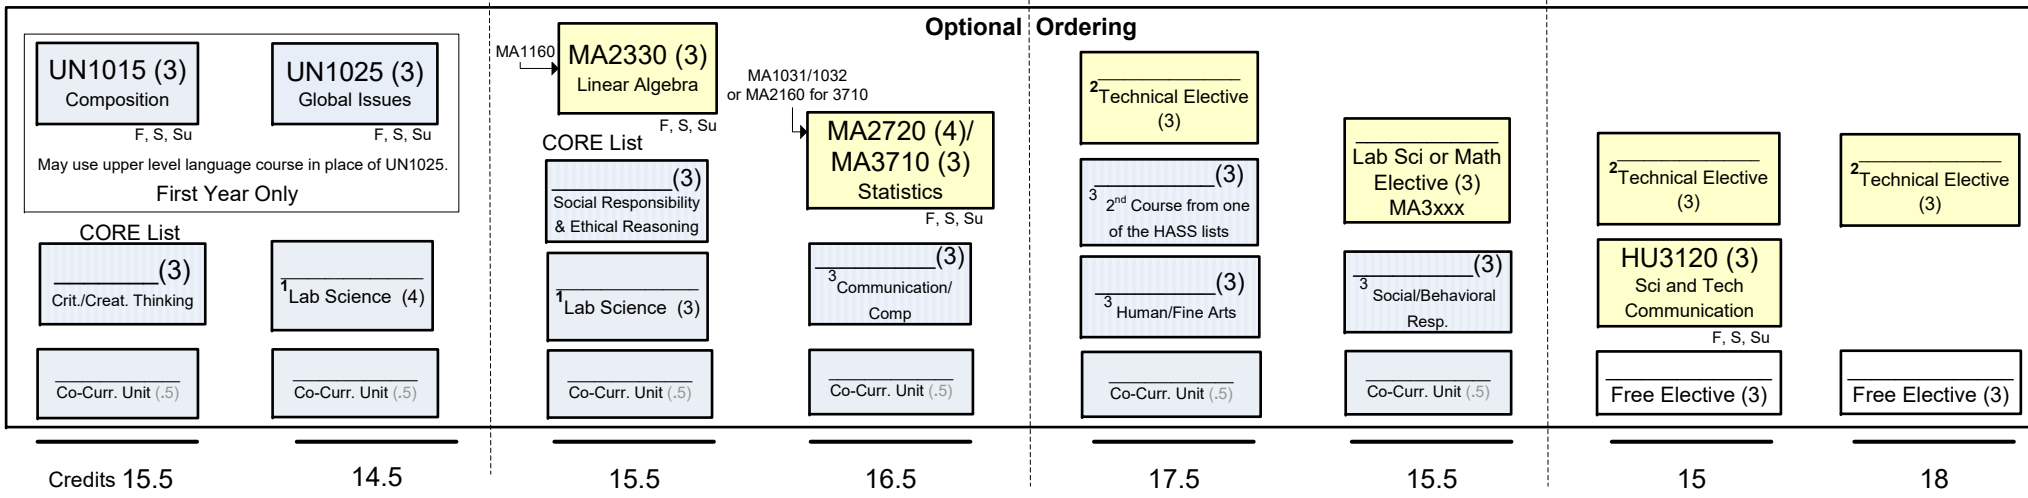 Optional Ordering
UN1015 (3)
Composition
F, S, Su
UN1025 (3)
Global Issues
F, S, Su
May use upper level language course in place of UN1025.
First Year Only
CORE List
__________(3)
Crit./Creat. Thinking
1Lab Science (4)
Co-Curr. Unit (.5)
Co-Curr. Unit (.5)
MA1160
MA2330 (3)
Linear Algebra
F, S, Su
CORE List
__________(3)
Social Responsibility
& Ethical Reasoning
1Lab Science (3)
Co-Curr. Unit (.5)
MA1031/1032
or MA2160 for 3710
MA2720 (4)/
MA3710 (3)
Statistics
F, S, Su
__________(3)
3Communication/
Comp
Co-Curr. Unit (.5)
2Technical Elective
(3)
__________(3)
3 2nd Course from one
of the HASS lists
__________(3)
3 Human/Fine Arts
Co-Curr. Unit (.5)
Lab Sci or Math
Elective (3)
MA3xxx
__________(3)
3 Social/Behavioral
Resp.
Co-Curr. Unit (.5)
2Technical Elective
(3)
HU3120 (3)
Sci and Tech
Communication
F, S, Su
Free Elective (3)
2Technical Elective
(3)
Free Elective (3)
Credits 15.5 14.5 15.5 16.5 17.5 15.5 15 18